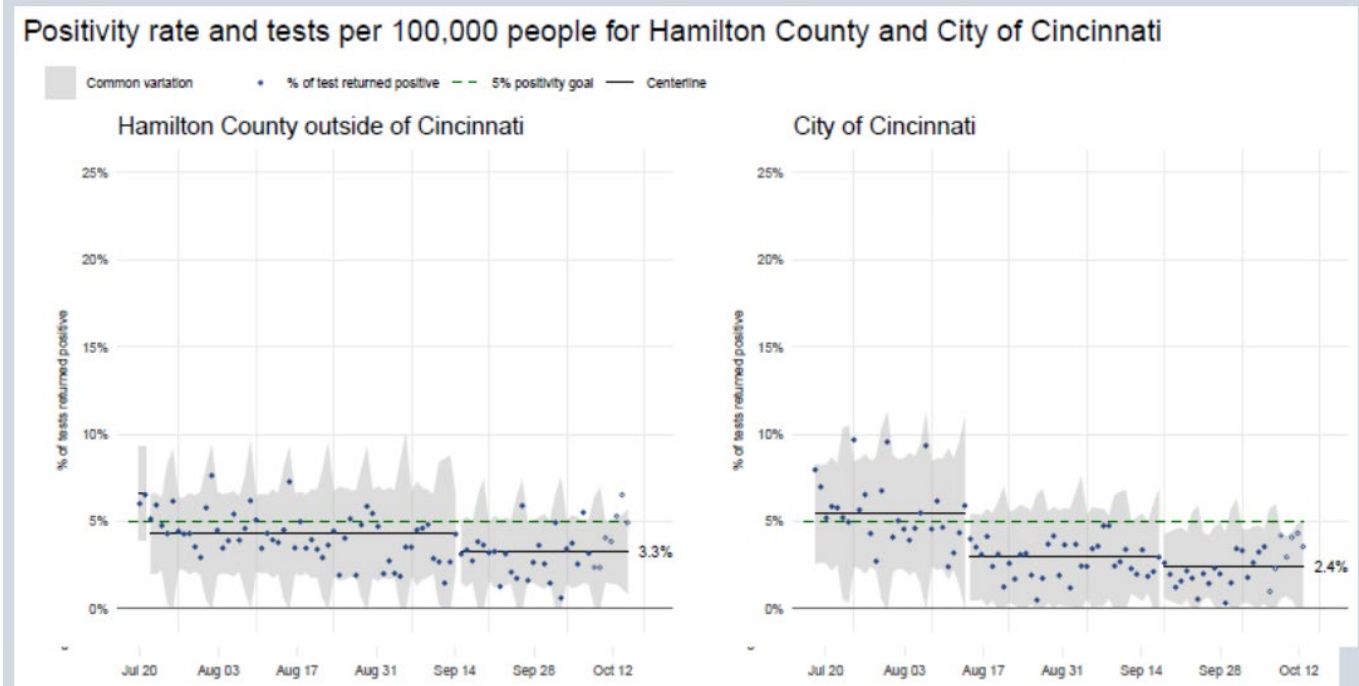 Positivity rate and tests per 100,000 people for Hamilton County and City of Cincinnati
Common variation % of test returned positive 5% positivity goal Centerline
Hamilton County outside of Cincinnati
% of tests returned positive
25%
20%
15%
10%
5%
0%
3.3%
Jul 20 Aug 03 Aug 17 Aug 31 Sep 14 Sep 28 Oct 12
City of Cincinnati
% of tests returned positive
25%
20%
15%
10%
5%
0%
2.4%
Jul 20 Aug 03 Aug 17 Aug 31 Sep 14 Sep 28 Oct 12